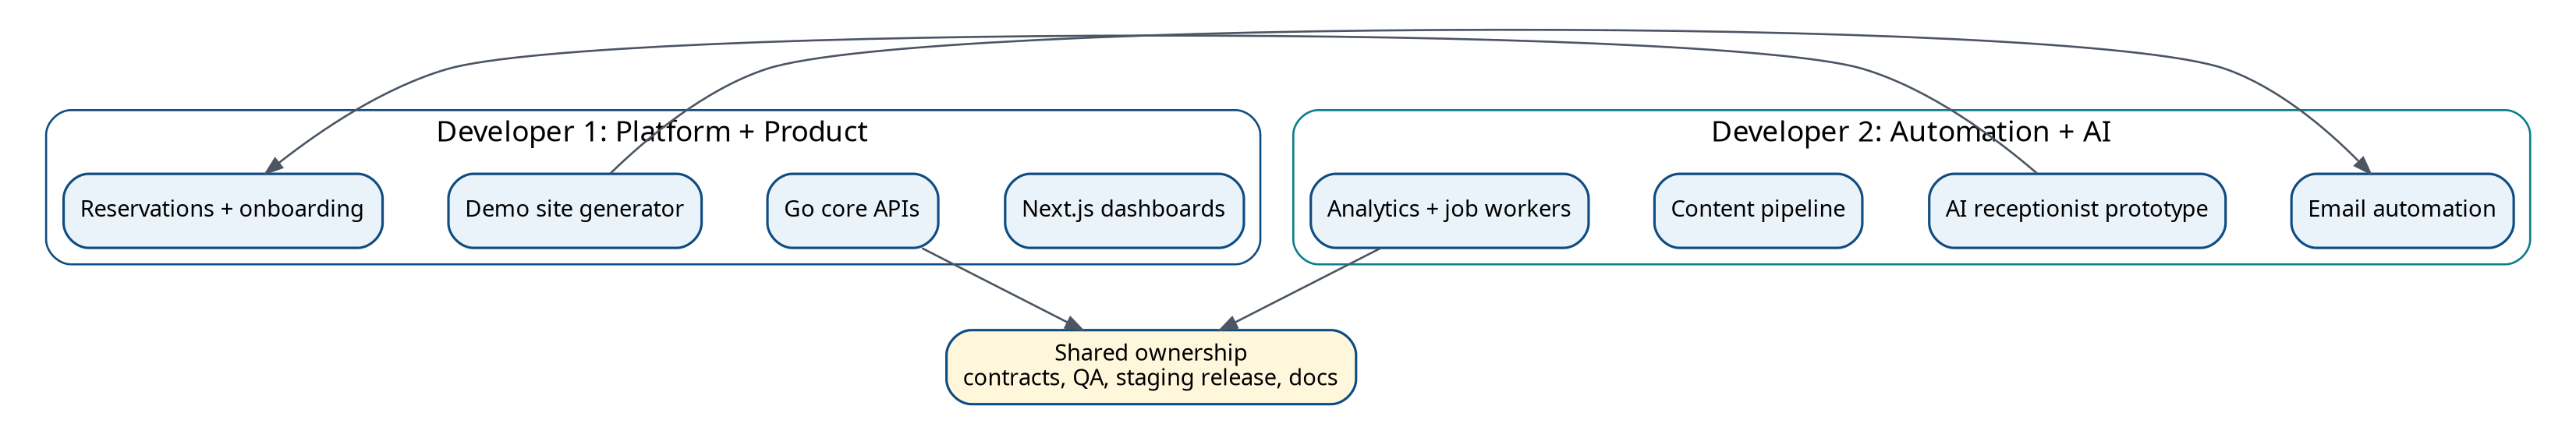 Developer 1: Platform + Product
Reservations + onboarding
Demo site generator
Go core APIs
Next.js dashboards
Developer 2: Automation + AI
Analytics + job workers
Content pipeline
AI receptionist prototype
Email automation
Shared ownership
contracts, QA, staging release, docs